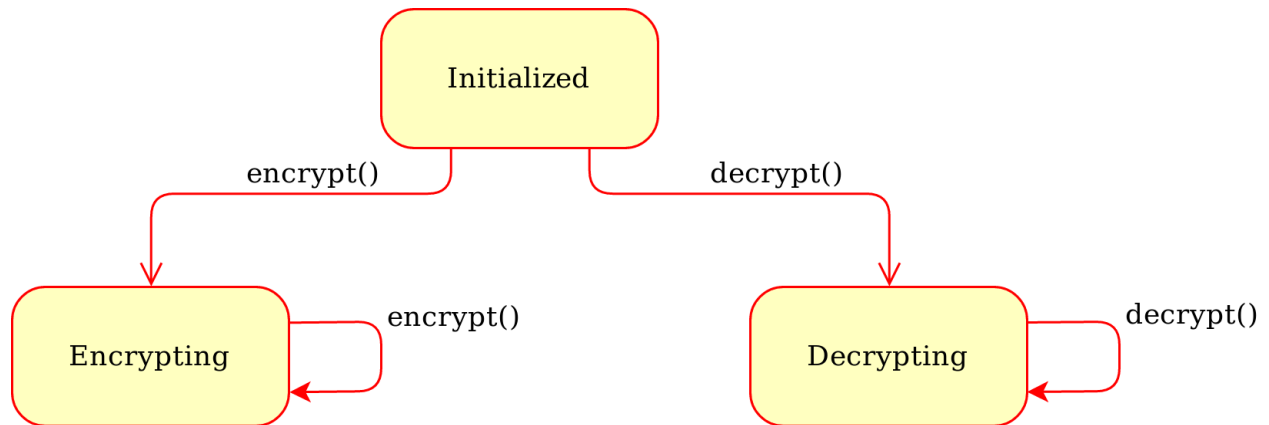 Initialized
encrypt()
decrypt()
encrypt()
decrypt()
Encrypting
Decrypting